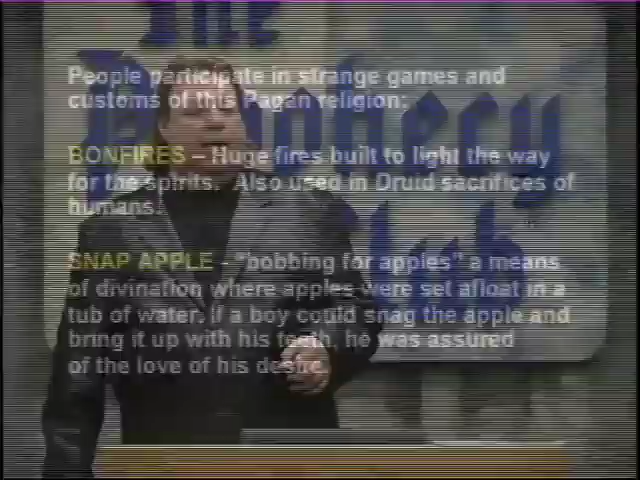 The
Prophecy
Club
People participate in strange games and
customs of this Pagan religion:
BONFIRES – Huge fires built to light the way
for the spirits. Also used in Druid sacrifices of
humans.
SNAP APPLE - "bobbing for apples" a means
of divination where apples were set afloat in a
tub of water, if a boy could snag the apple and
bring it up with his teeth, he was assured
of the love of his desire.